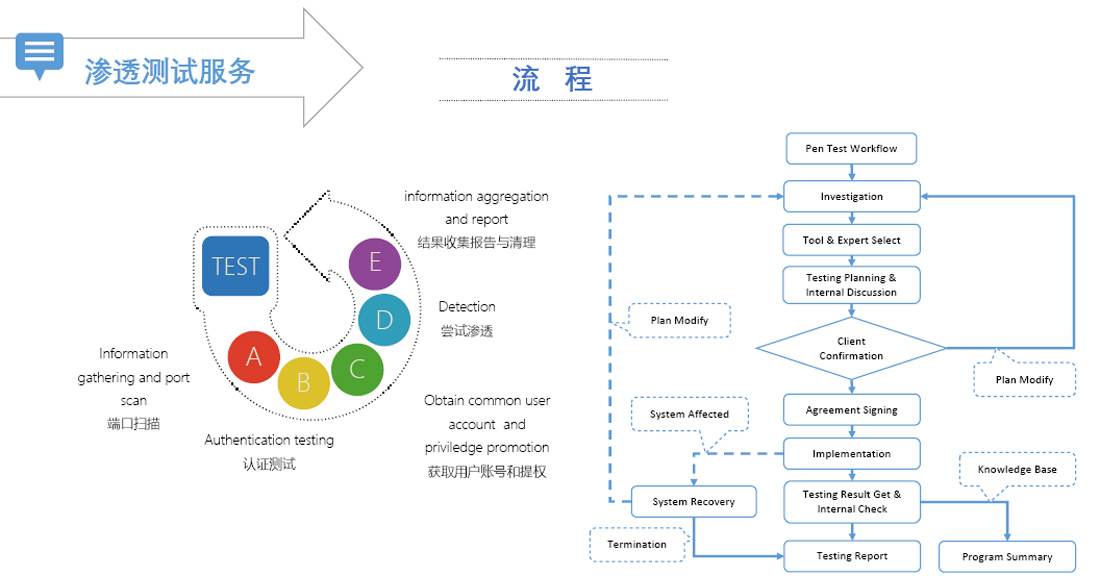 渗透测试服务
流 程
TEST
A
B
C
D
E
Information
gathering and port
scan
端口扫描
Authentication testing
认证测试
Obtain common user
account and
priviledge promotion
获取用户账号和提权
Detection
尝试渗透
information aggregation
and report
结果收集报告与清理
Pen Test Workflow
Investigation
Tool & Expert Select
Testing Planning &
Internal Discussion
Plan Modify
Client
Confirmation
Plan Modify
System Affected
Agreement Signing
Implementation
Knowledge Base
System Recovery
Testing Result Get &
Internal Check
Termination
Testing Report
Program Summary